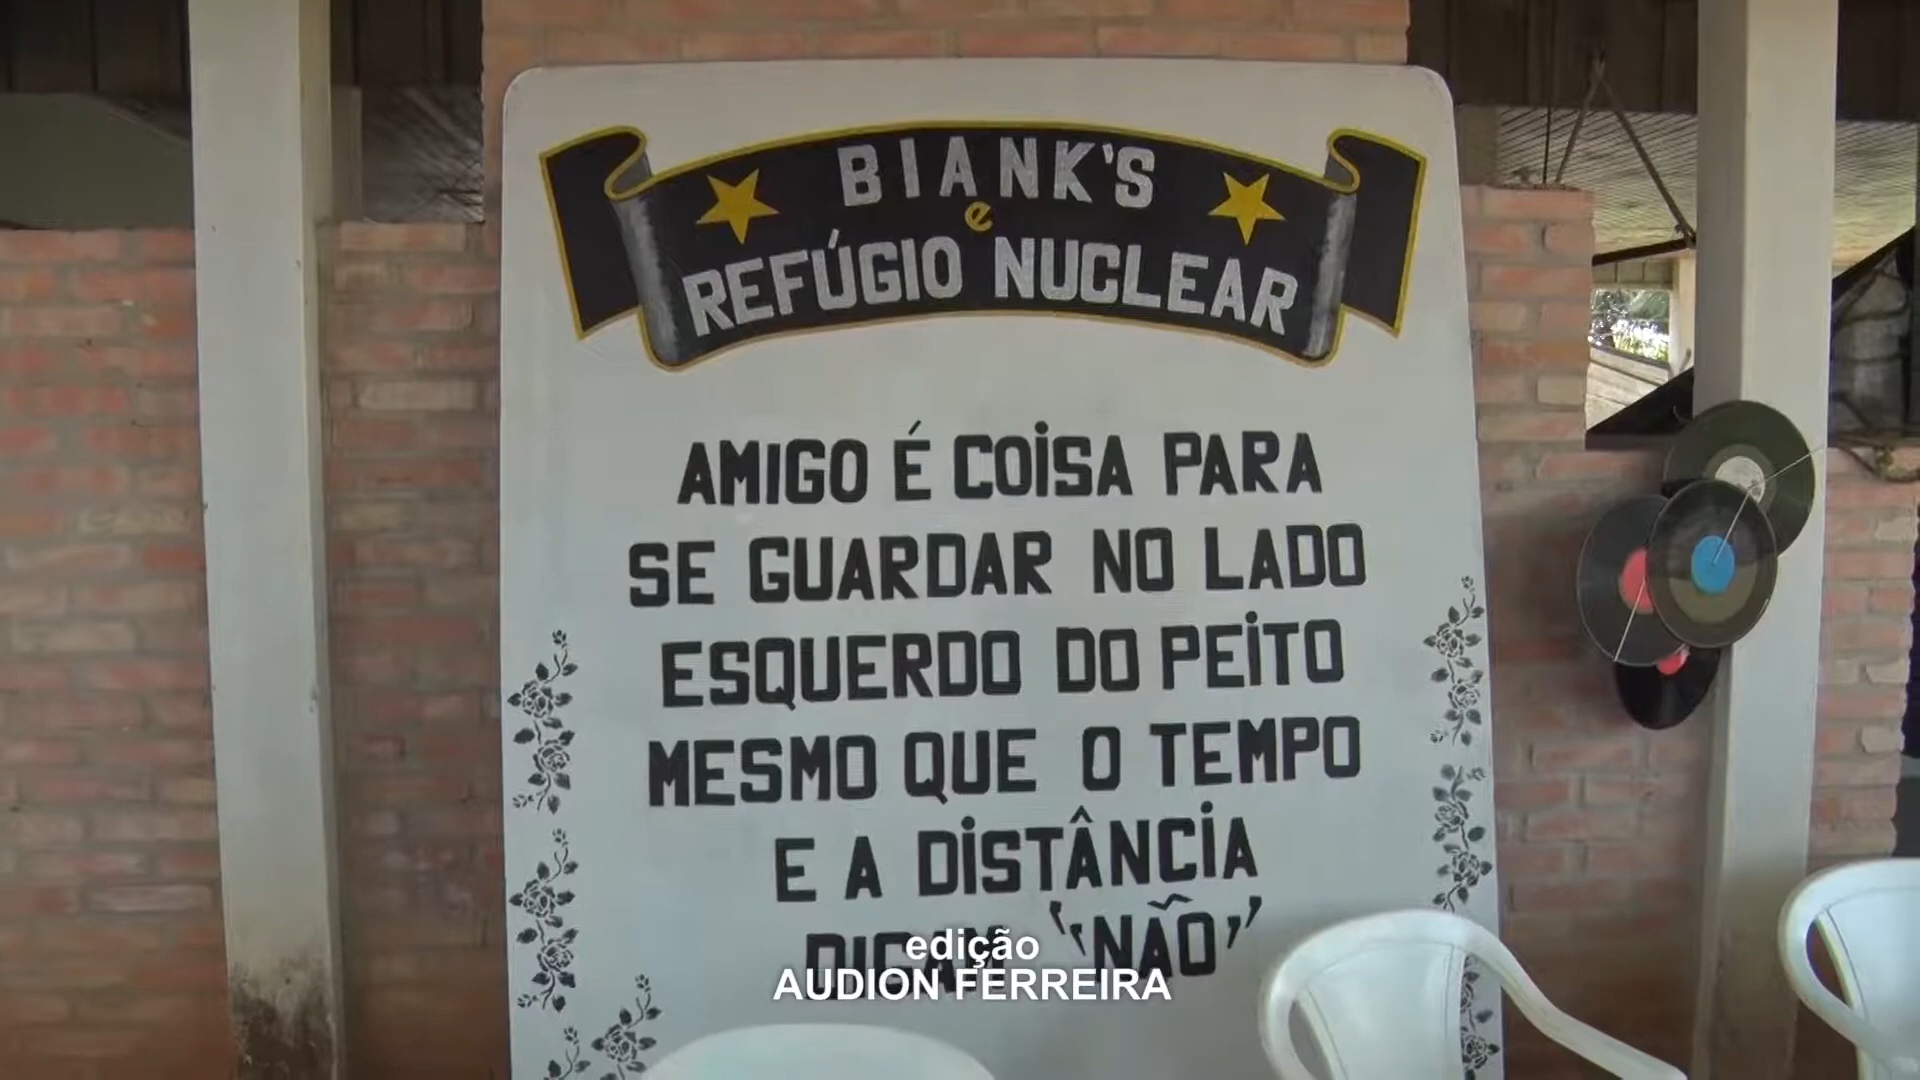 BIANK'S
e
REFÚGIO NUCLEAR
AMIGO É COISA PARA
SE GUARDAR NO LADO
ESQUERDO DO PEITO
MESMO QUE O TEMPO
E A DISTÂNCIA
DIGAM "NÃO"
edição
AUDION FERREIRA